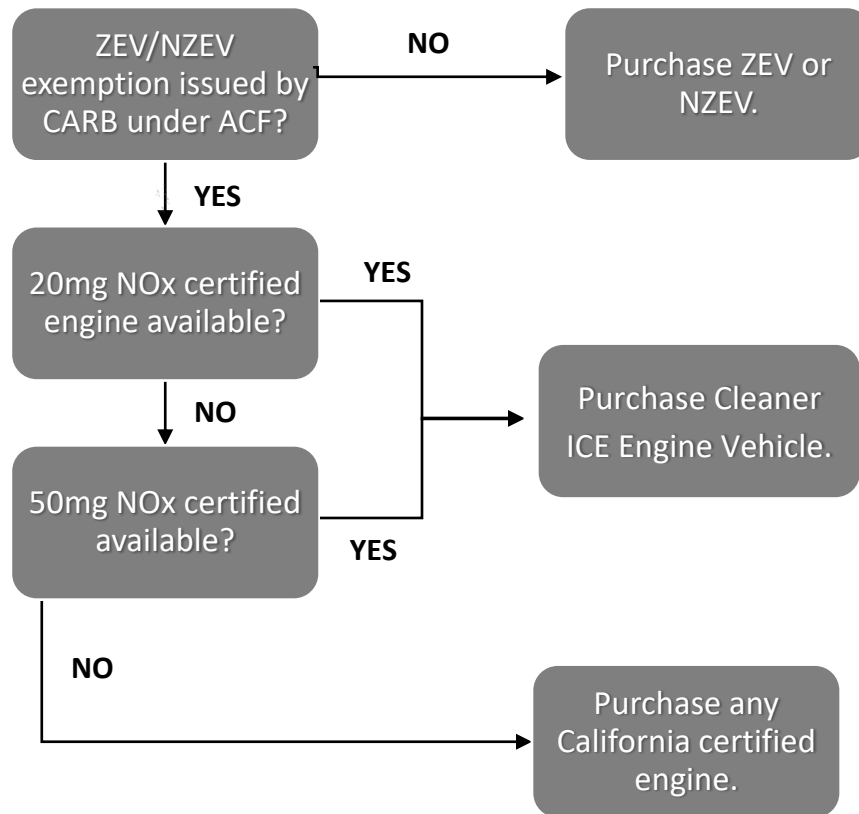 ZEV/NZEV
exemption issued by
CARB under ACF?
NO
Purchase ZEV or
NZEV.
YES
20mg NOx certified
engine available?
YES
NO
Purchase Cleaner
ICE Engine Vehicle.
50mg NOx certified
available?
YES
NO
Purchase any
California certified
engine.